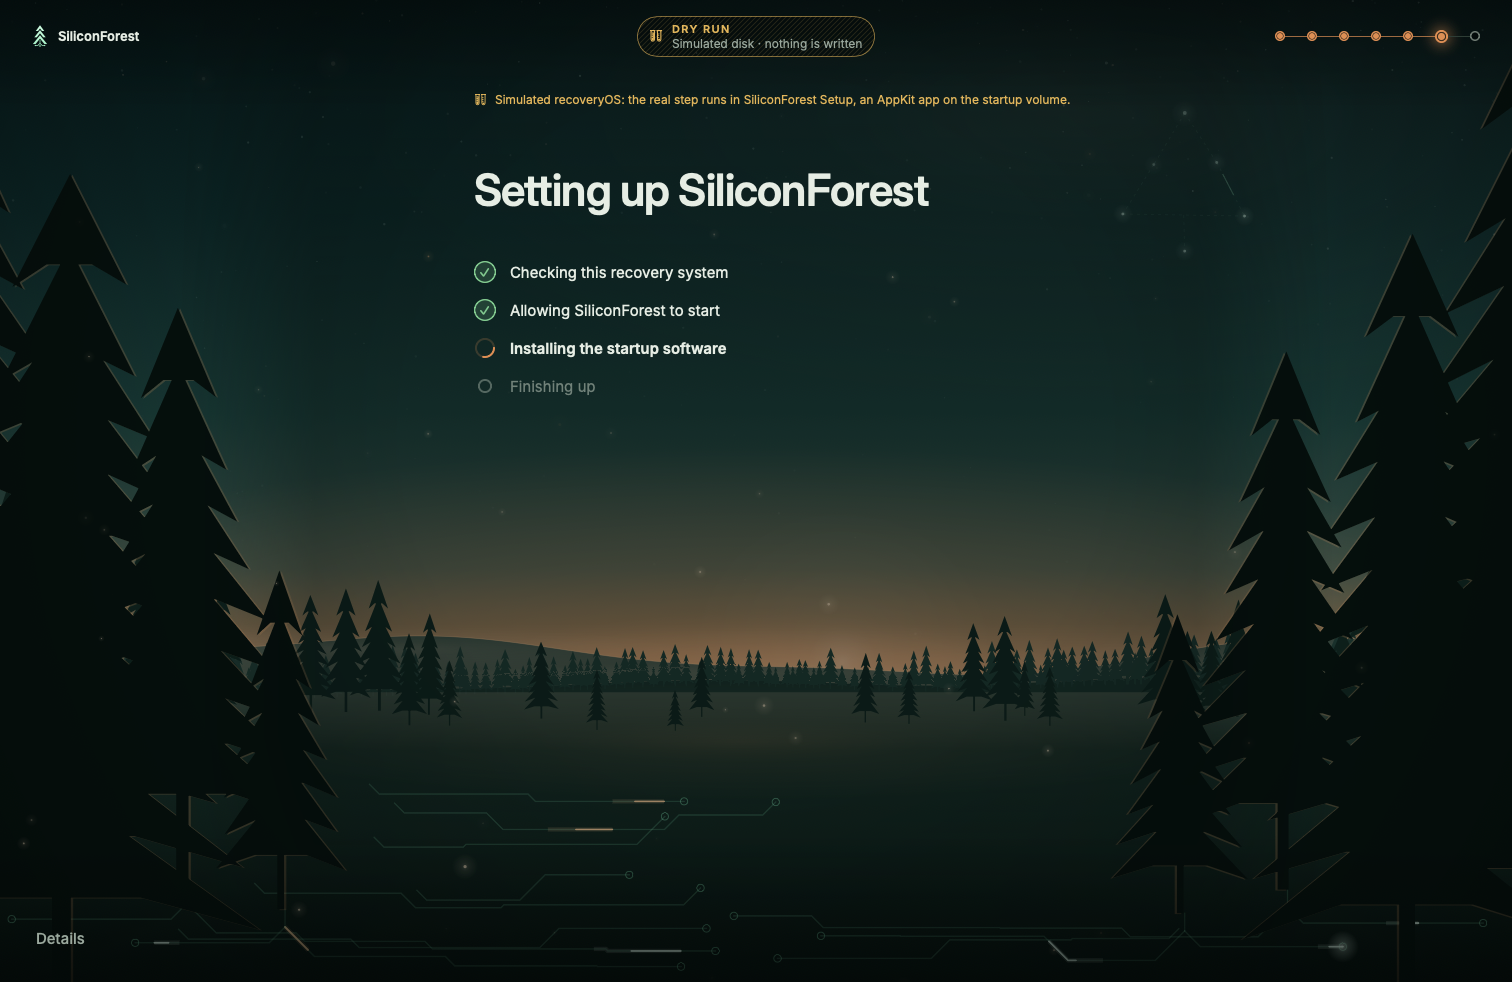 SiliconForest
DRY RUN
Simulated disk · nothing is written
Simulated recoveryOS: the real step runs in SiliconForest Setup, an AppKit app on the startup volume.
Setting up SiliconForest
Checking this recovery system
Allowing SiliconForest to start
Installing the startup software
Finishing up
Details